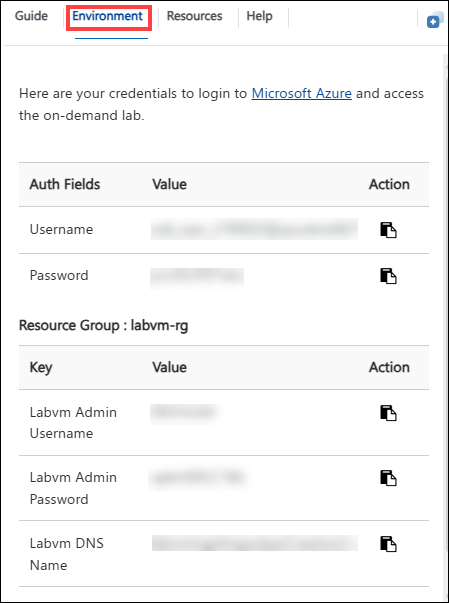 Guide Environment Resources Help
Here are your credentials to login to Microsoft Azure and access
the on-demand lab.
Auth Fields Value Action
Username
Password
Resource Group : labvm-rg
Key Value Action
Labvm Admin
Username
Labvm Admin
Password
Labvm DNS
Name